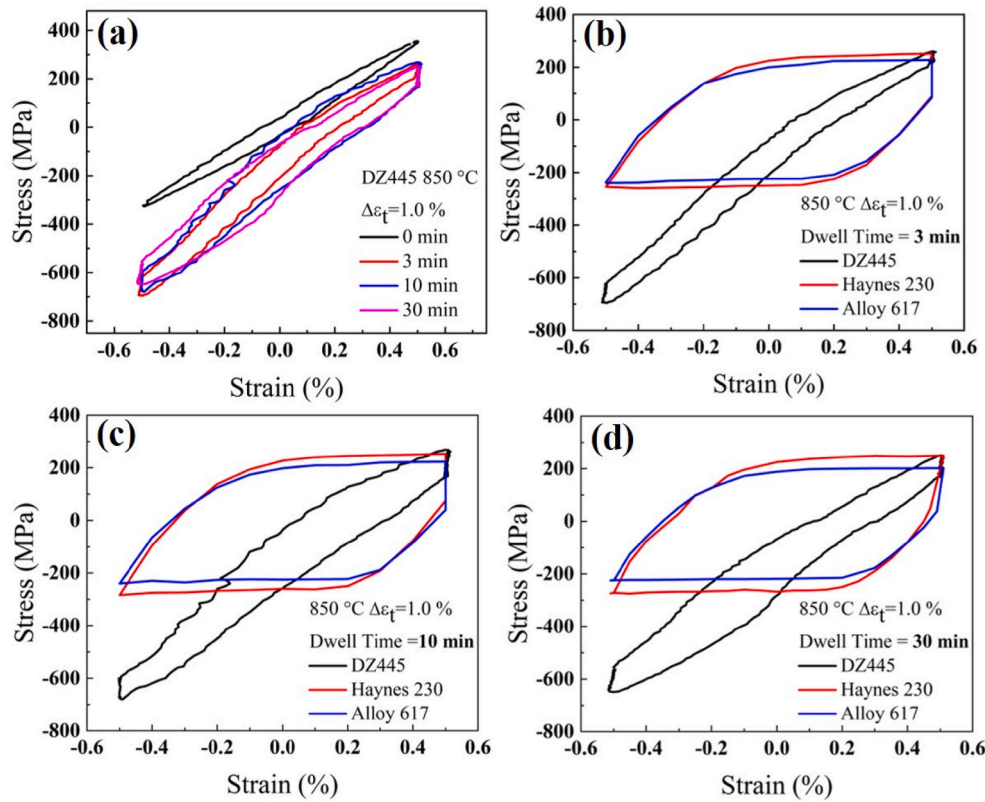 (a)
400
200
0
-200
-400
-600
-800
Stress (MPa)
DZ445 850 °C
Δεt=1.0 %
0 min
3 min
10 min
30 min
-0.6 -0.4 -0.2 0.0 0.2 0.4 0.6
Strain (%)
(b)
400
200
0
-200
-400
-600
-800
Stress (MPa)
850 °C Δεt=1.0 %
Dwell Time = 3 min
DZ445
Haynes 230
Alloy 617
-0.6 -0.4 -0.2 0.0 0.2 0.4 0.6
Strain (%)
(c)
400
200
0
-200
-400
-600
-800
Stress (MPa)
850 °C Δεt=1.0 %
Dwell Time =10 min
DZ445
Haynes 230
Alloy 617
-0.6 -0.4 -0.2 0.0 0.2 0.4 0.6
Strain (%)
(d)
400
200
0
-200
-400
-600
-800
Stress (MPa)
850 °C Δεt=1.0 %
Dwell Time = 30 min
DZ445
Haynes 230
Alloy 617
-0.6 -0.4 -0.2 0.0 0.2 0.4 0.6
Strain (%)